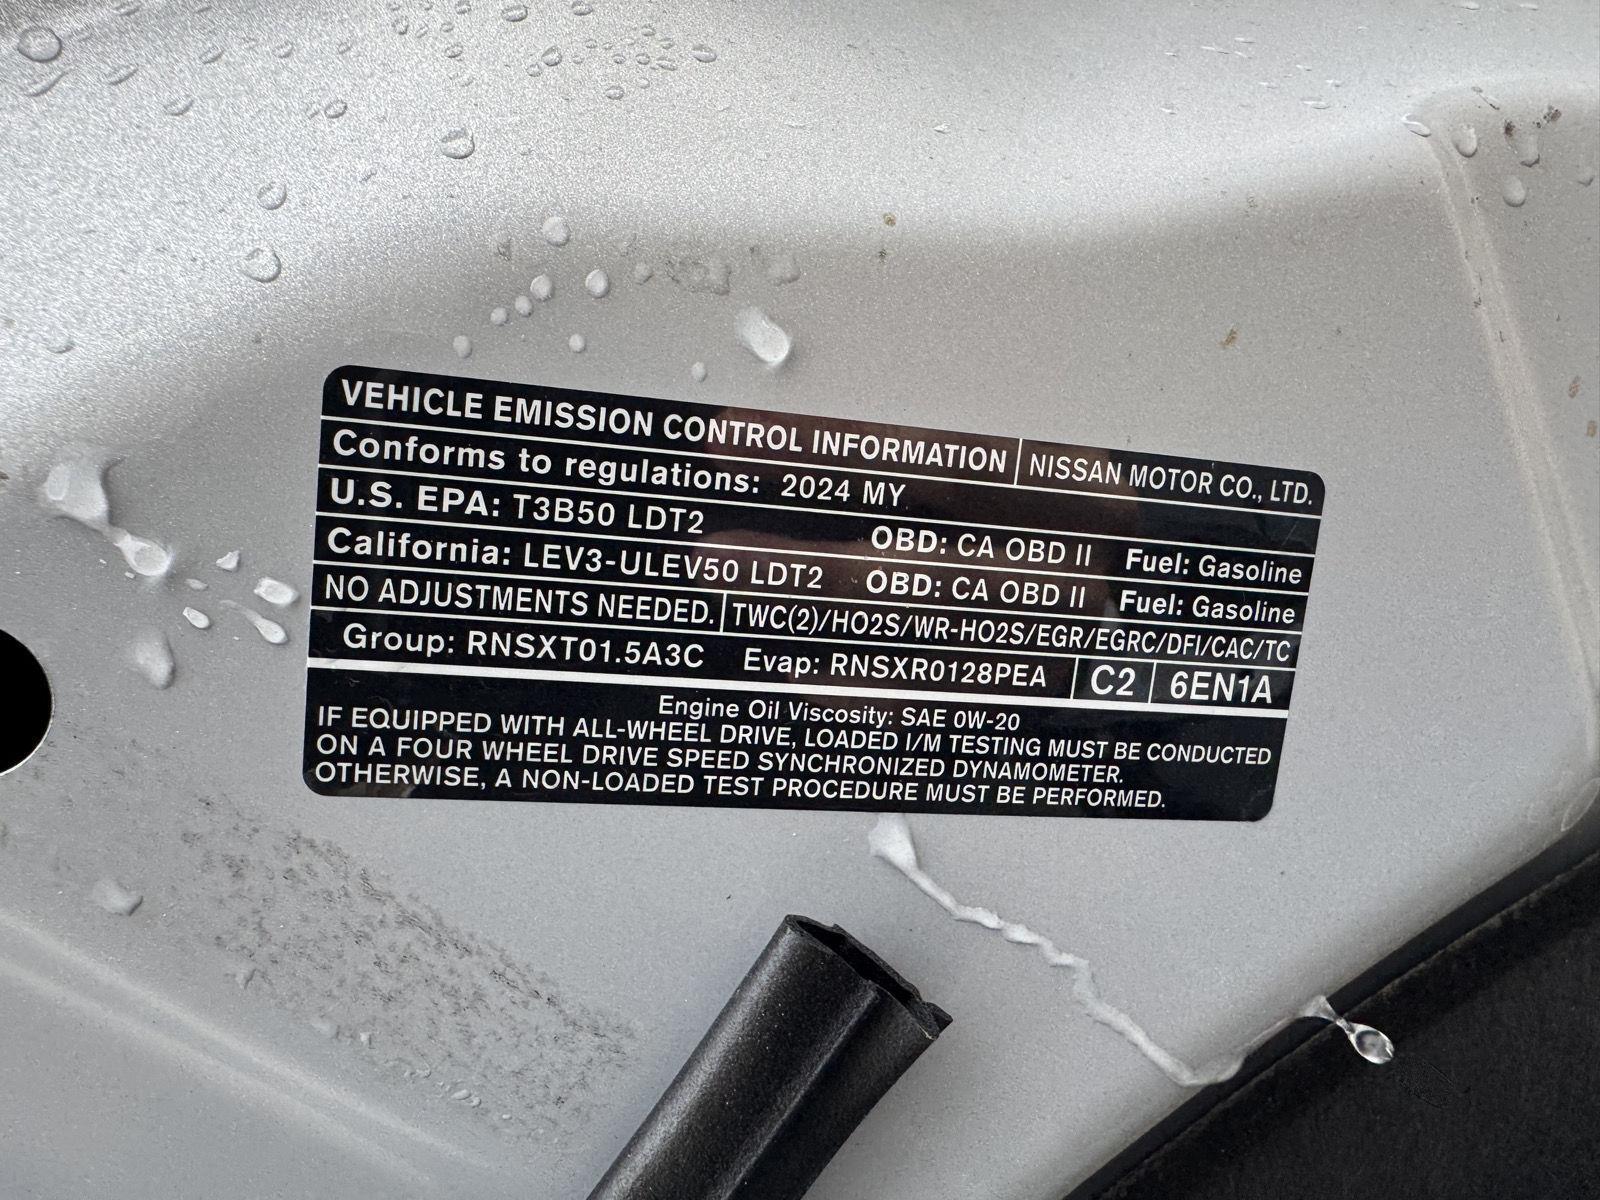 VEHICLE EMISSION CONTROL INFORMATION NISSAN MOTOR CO., LTD.
Conforms to regulations: 2024 MY
U.S. EPA: T3B50 LDT2 OBD: CA OBD II Fuel: Gasoline
California: LEV3-ULEV50 LDT2 OBD: CA OBD II Fuel: Gasoline
NO ADJUSTMENTS NEEDED. TWC(2)/HO2S/WR-HO2S/EGR/EGRC/DFI/CAC/TC
Group: RNSXT01.5A3C Evap: RNSXR0128PEA C2 6EN1A
Engine Oil Viscosity: SAE 0W-20
IF EQUIPPED WITH ALL-WHEEL DRIVE, LOADED I/M TESTING MUST BE CONDUCTED
ON A FOUR WHEEL DRIVE SPEED SYNCHRONIZED DYNAMOMETER.
OTHERWISE, A NON-LOADED TEST PROCEDURE MUST BE PERFORMED.